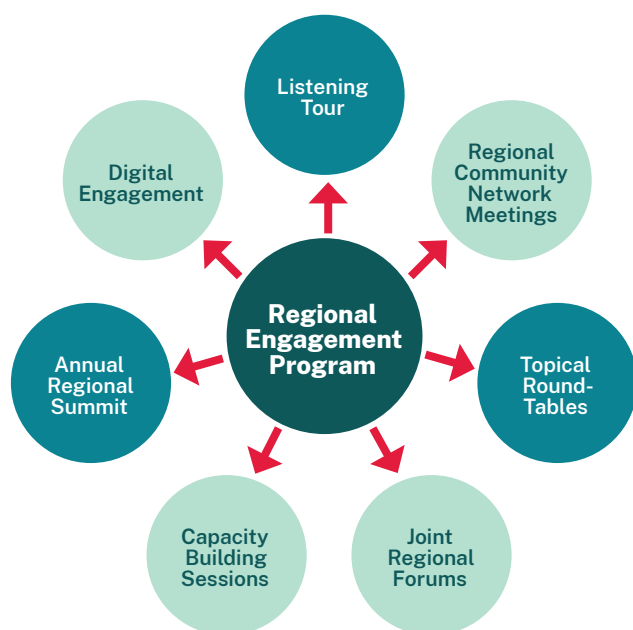 Listening
Tour
Digital
Engagement
Regional
Community
Network
Meetings
Regional
Engagement
Program
Annual
Regional
Summit
Topical
Round-
Tables
Capacity
Building
Sessions
Joint
Regional
Forums